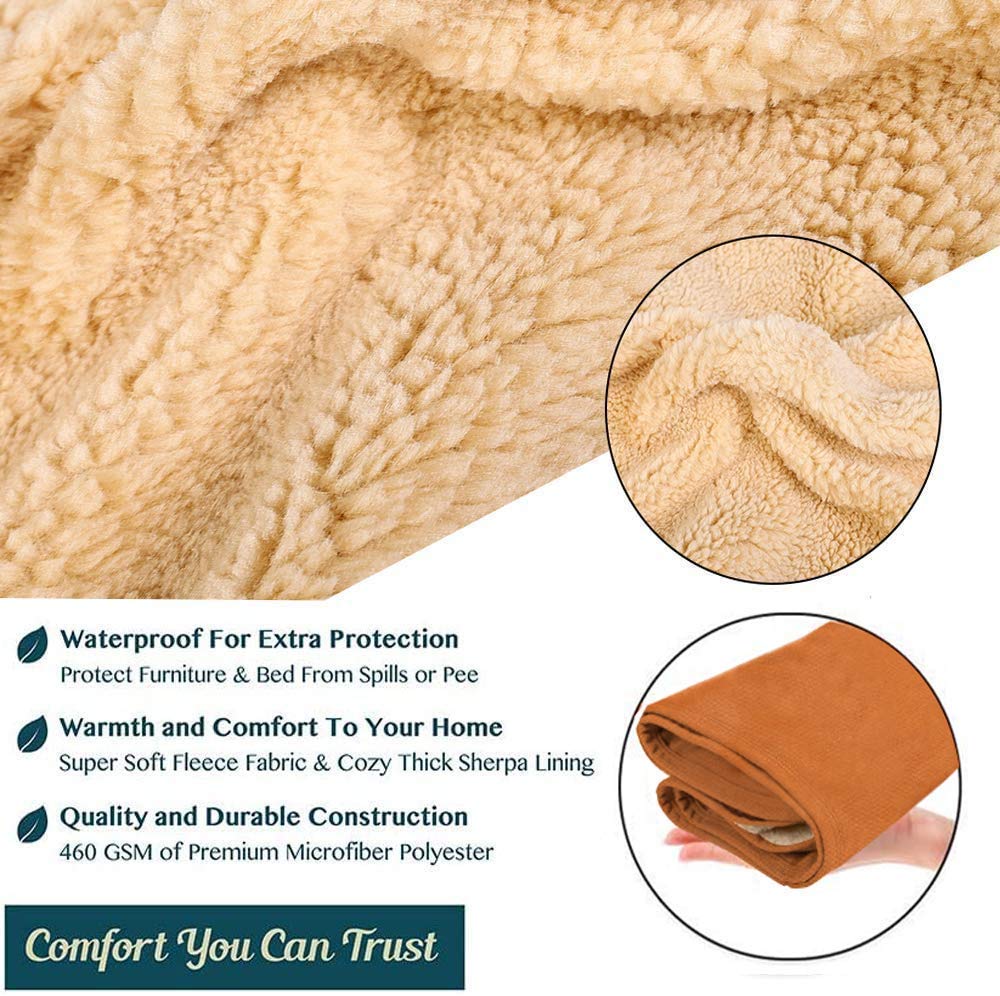 Waterproof For Extra Protection
Protect Furniture & Bed From Spills or Pee
Warmth and Comfort To Your Home
Super Soft Fleece Fabric & Cozy Thick Sherpa Lining
Quality and Durable Construction
460 GSM of Premium Microfiber Polyester
Comfort You Can Trust